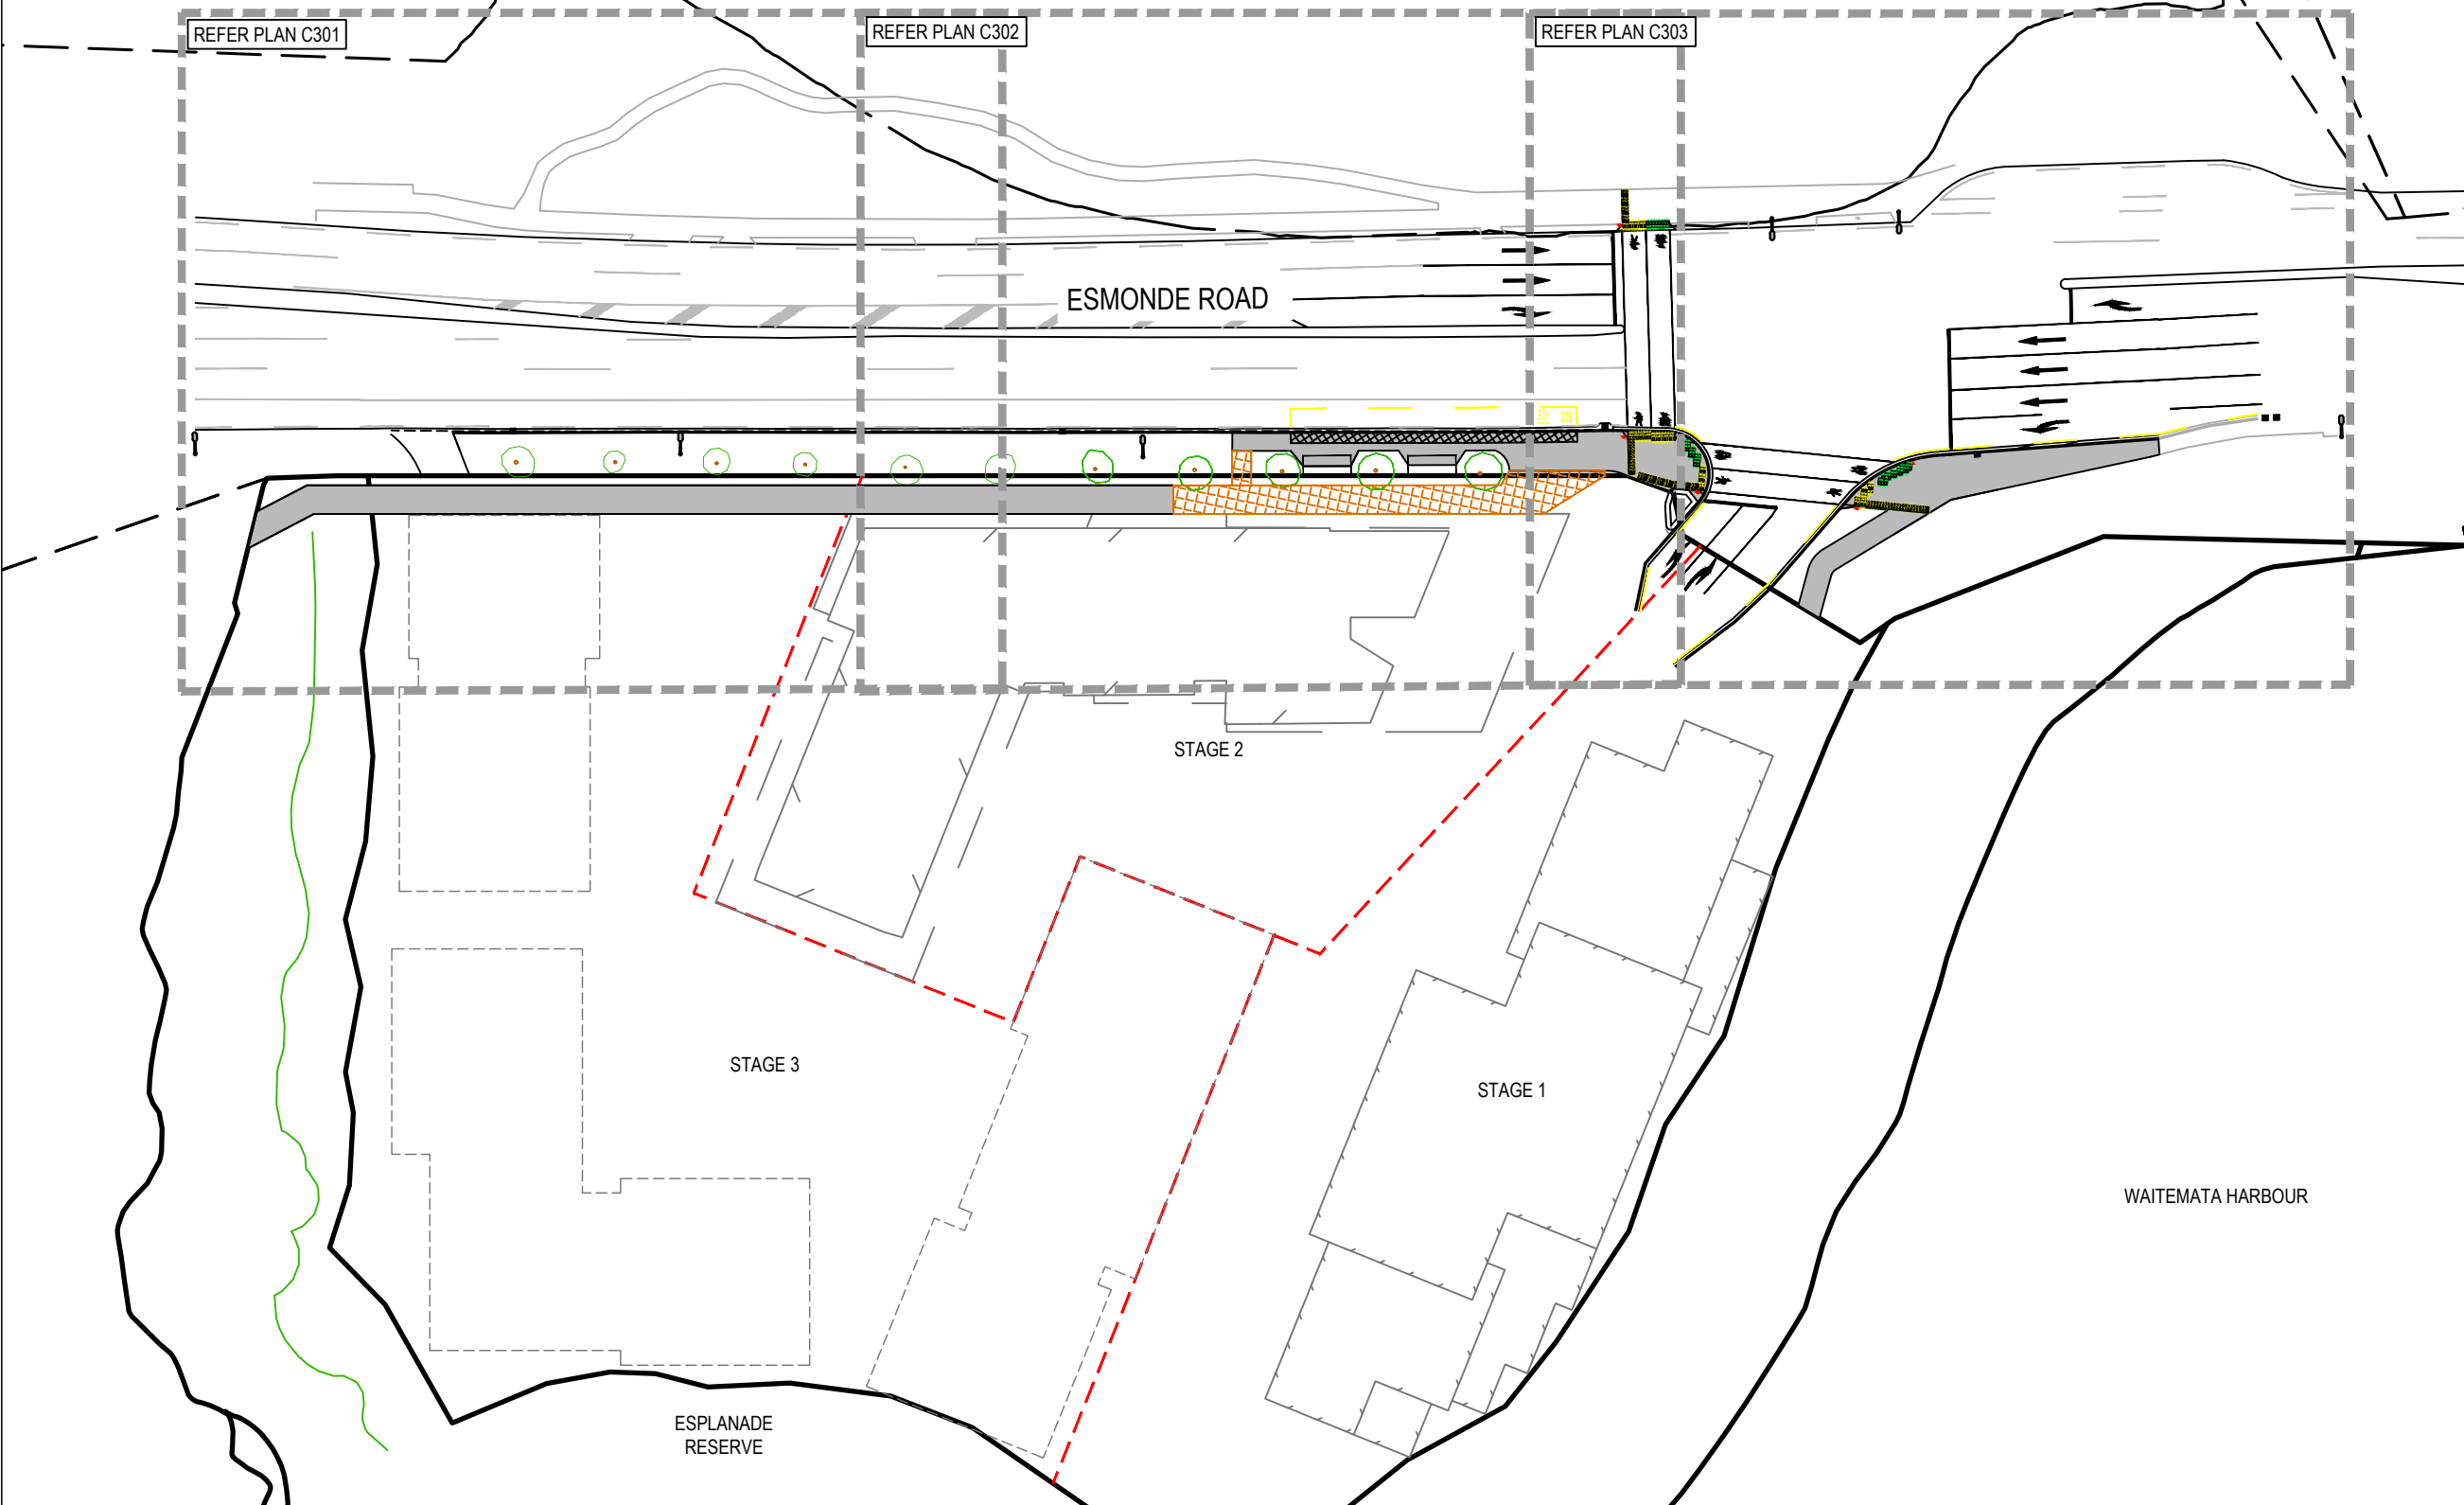 REFER PLAN C301
REFER PLAN C302
REFER PLAN C303
ESMONDE ROAD
STAGE 2
STAGE 3
STAGE 1
WAITEMATA HARBOUR
ESPLANADE
RESERVE